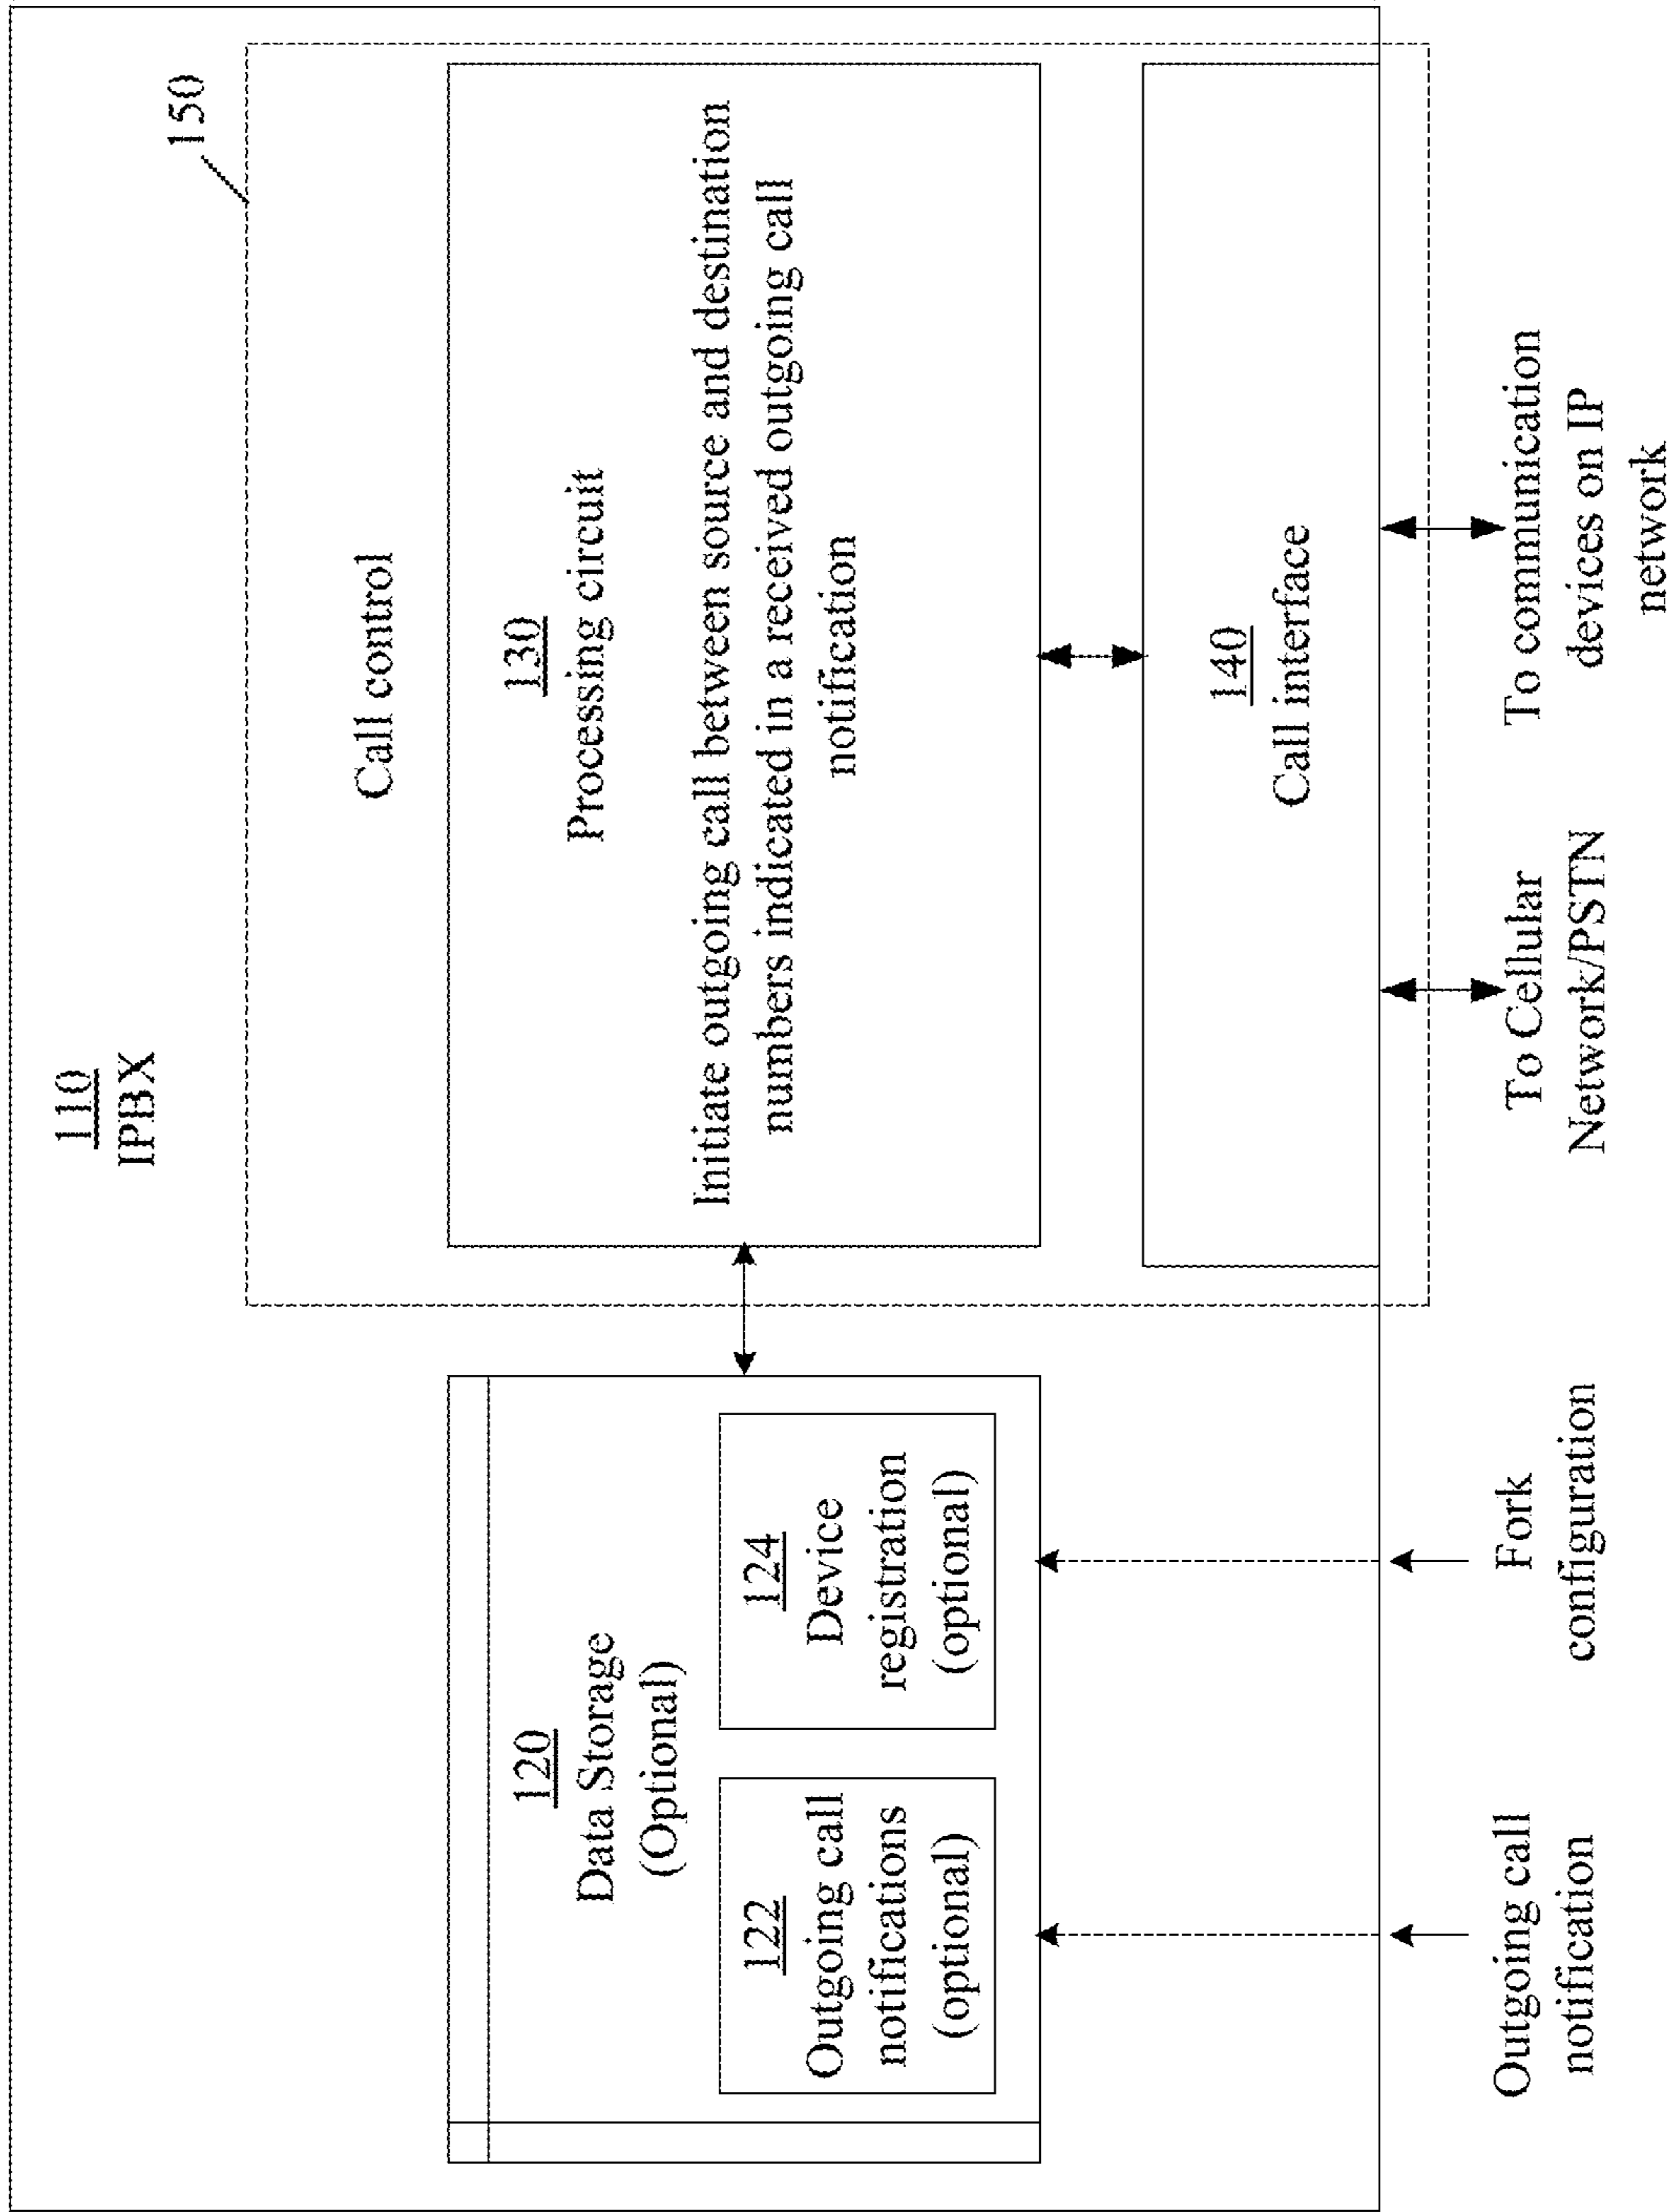 110
IPBX
150
Call control
130
Processing circuit
Initiate outgoing call between source and destination
numbers indicated in a received outgoing call
notification
120
Data Storage
(Optional)
122
Outgoing call
notifications
(optional)
124
Device
registration
(optional)
140
Call interface
Outgoing call
notification
Fork
configuration
To Cellular
Network/PSTN
To communication
devices on IP
network